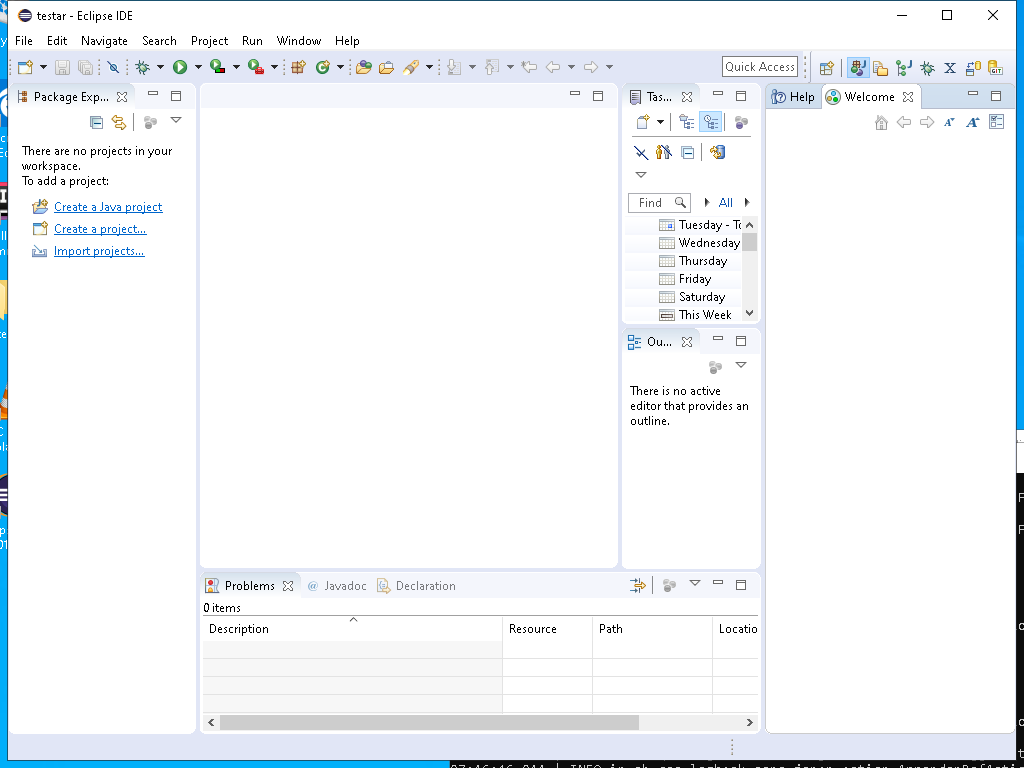 testar - Eclipse IDE
File Edit Navigate Search Project Run Window Help
Quick Access
Package Exp...
There are no projects in your
workspace.
To add a project:
Create a Java project
Create a project...
Import projects...
Tas...
Find
All
Tuesday - To
Wednesday
Thursday
Friday
Saturday
This Week
Ou...
There is no active
editor that provides an
outline.
Help Welcome
Problems @ Javadoc Declaration
0 items
Description Resource Path Locatio